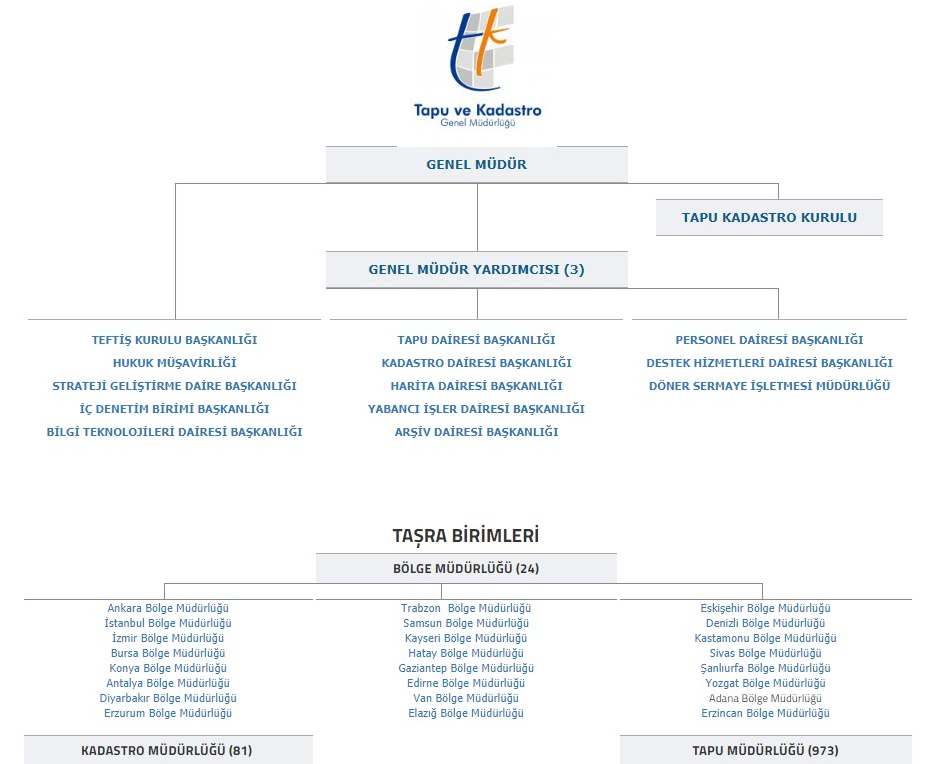 Tapu ve Kadastro
Genel Müdürlüğü
GENEL MÜDÜR
TAPU KADASTRO KURULU
GENEL MÜDÜR YARDIMCISI (3)
TEFTİŞ KURULU BAŞKANLIĞI
HUKUK MÜŞAVİRLİĞİ
STRATEJİ GELİŞTİRME DAİRE BAŞKANLIĞI
İÇ DENETİM BİRİMİ BAŞKANLIĞI
BİLGİ TEKNOLOJİLERİ DAİRESİ BAŞKANLIĞI
TAPU DAİRESİ BAŞKANLIĞI
KADASTRO DAİRESİ BAŞKANLIĞI
HARİTA DAİRESİ BAŞKANLIĞI
YABANCI İŞLER DAİRESİ BAŞKANLIĞI
ARŞİV DAİRESİ BAŞKANLIĞI
PERSONEL DAİRESİ BAŞKANLIĞI
DESTEK HİZMETLERİ DAİRESİ BAŞKANLIĞI
DÖNER SERMAYE İŞLETMESİ MÜDÜRLÜĞÜ
TAŞRA BİRİMLERİ
BÖLGE MÜDÜRLÜĞÜ (24)
Ankara Bölge Müdürlüğü
İstanbul Bölge Müdürlüğü
İzmir Bölge Müdürlüğü
Bursa Bölge Müdürlüğü
Konya Bölge Müdürlüğü
Antalya Bölge Müdürlüğü
Diyarbakır Bölge Müdürlüğü
Erzurum Bölge Müdürlüğü
Trabzon Bölge Müdürlüğü
Samsun Bölge Müdürlüğü
Kayseri Bölge Müdürlüğü
Hatay Bölge Müdürlüğü
Gaziantep Bölge Müdürlüğü
Edirne Bölge Müdürlüğü
Van Bölge Müdürlüğü
Elazığ Bölge Müdürlüğü
Eskişehir Bölge Müdürlüğü
Denizli Bölge Müdürlüğü
Kastamonu Bölge Müdürlüğü
Sivas Bölge Müdürlüğü
Şanlıurfa Bölge Müdürlüğü
Yozgat Bölge Müdürlüğü
Adana Bölge Müdürlüğü
Erzincan Bölge Müdürlüğü
KADASTRO MÜDÜRLÜĞÜ (81)
TAPU MÜDÜRLÜĞÜ (973)